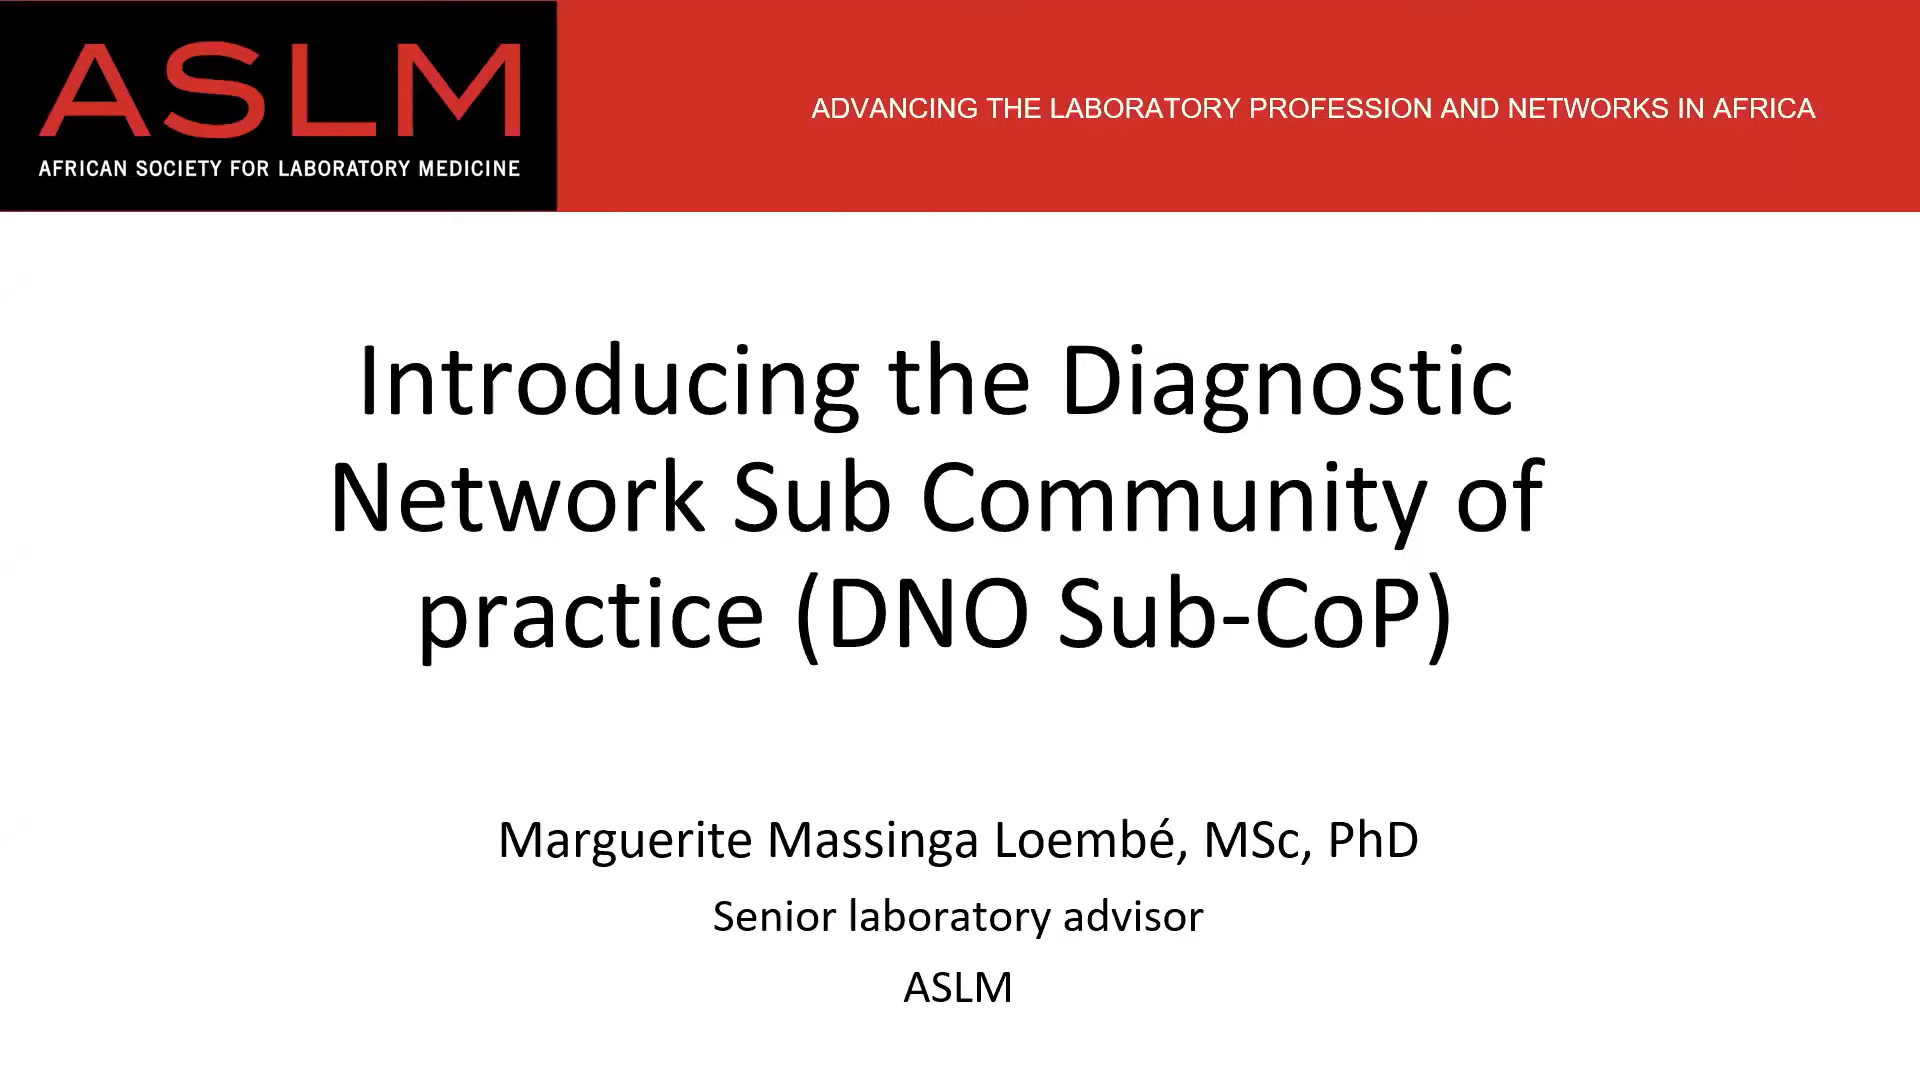 ASLM
AFRICAN SOCIETY FOR LABORATORY MEDICINE
ADVANCING THE LABORATORY PROFESSION AND NETWORKS IN AFRICA
Introducing the Diagnostic
Network Sub Community of
practice (DNO Sub-CoP)
Marguerite Massinga Loembé, MSc, PhD
Senior laboratory advisor
ASLM